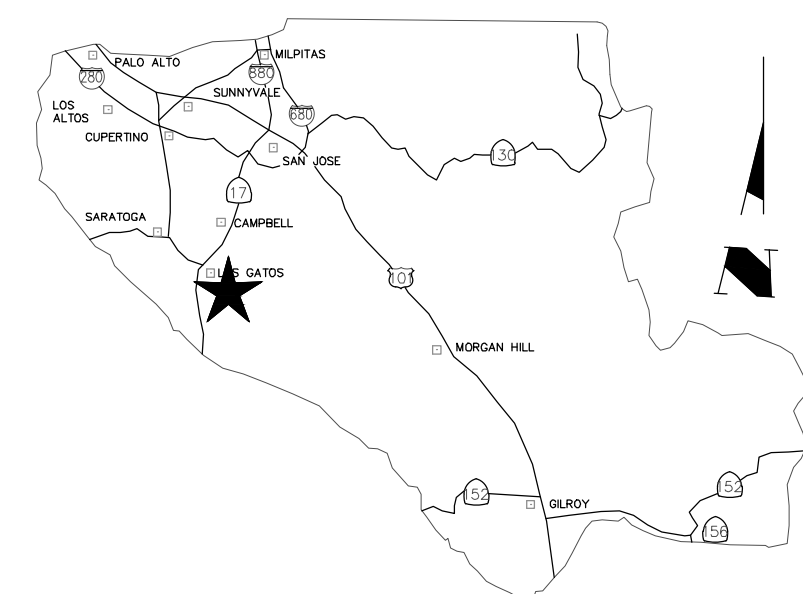 PALO ALTO
MILPITAS
280
880
SUNNYVALE
LOS
ALTOS
680
CUPERTINO
130
SAN JOSE
17
SARATOGA
CAMPBELL
N
LOS GATOS
101
MORGAN HILL
152
152
GILROY
156